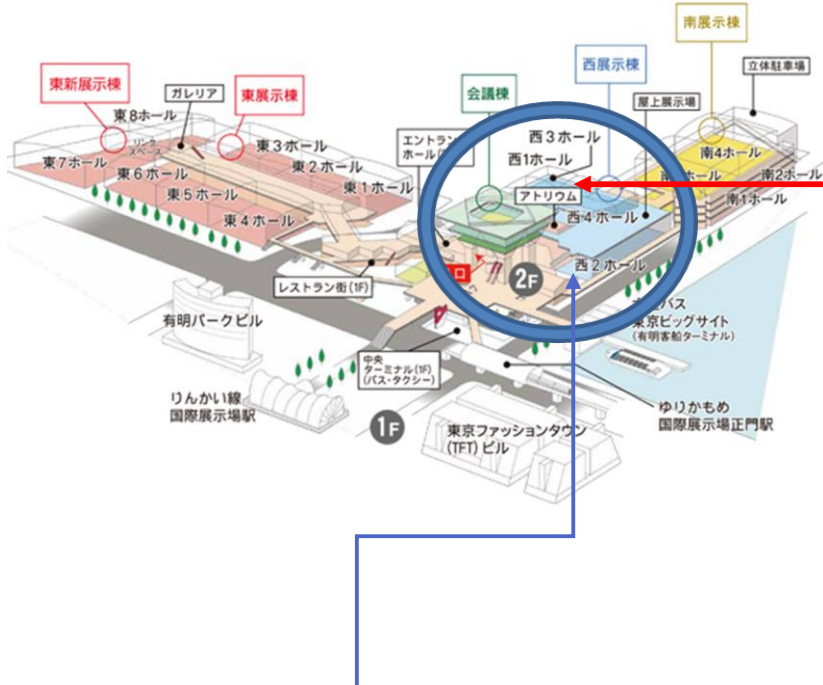 南展示棟
立体駐車場
西展示棟
会議棟
東新展示棟
ガレリア
東展示棟
屋上展示場
東8ホール
リンク
スペース
東7ホール
東6ホール
東5ホール
東4ホール
東3ホール
東2ホール
東1ホール
エントラン
ホール
西3ホール
西1ホール
アトリウム
西4ホール
西2ホール
南4ホール
南2ホール
南1ホール
レストラン街(1F)
口
2F
有明パークビル
バス
東京ビッグサイト
(有明客船ターミナル)
中央
ターミナル(1F)
(バス・タクシー)
りんかい線
国際展示場駅
1F
東京ファッションタウン
(TFT)ビル
ゆりかもめ
国際展示場正門駅